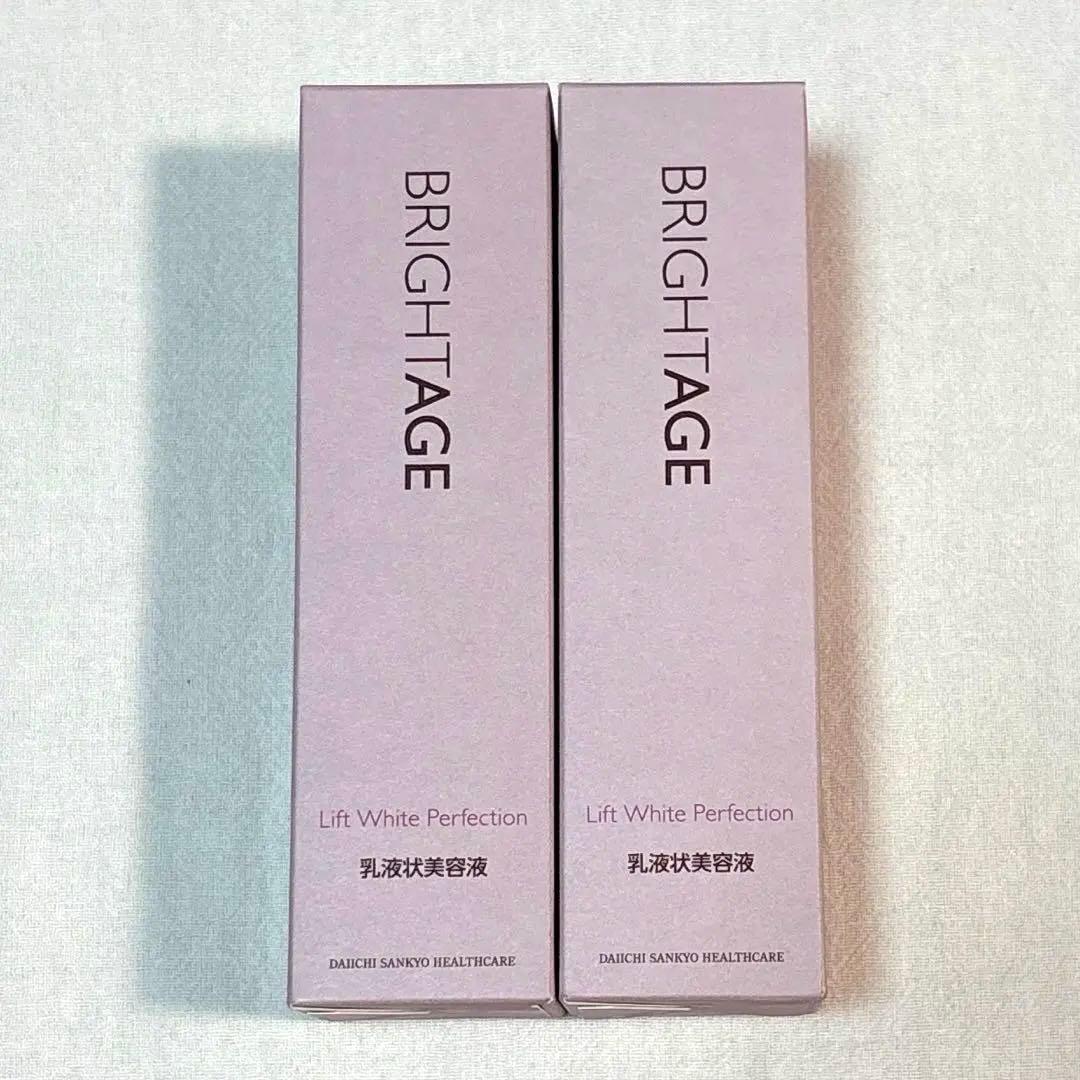 BRIGHTAGE
Lift White Perfection
乳液状美容液
DAIICHI SANKYO HEALTHCARE
BRIGHTAGE
Lift White Perfection
乳液状美容液
DAIICHI SANKYO HEALTHCARE